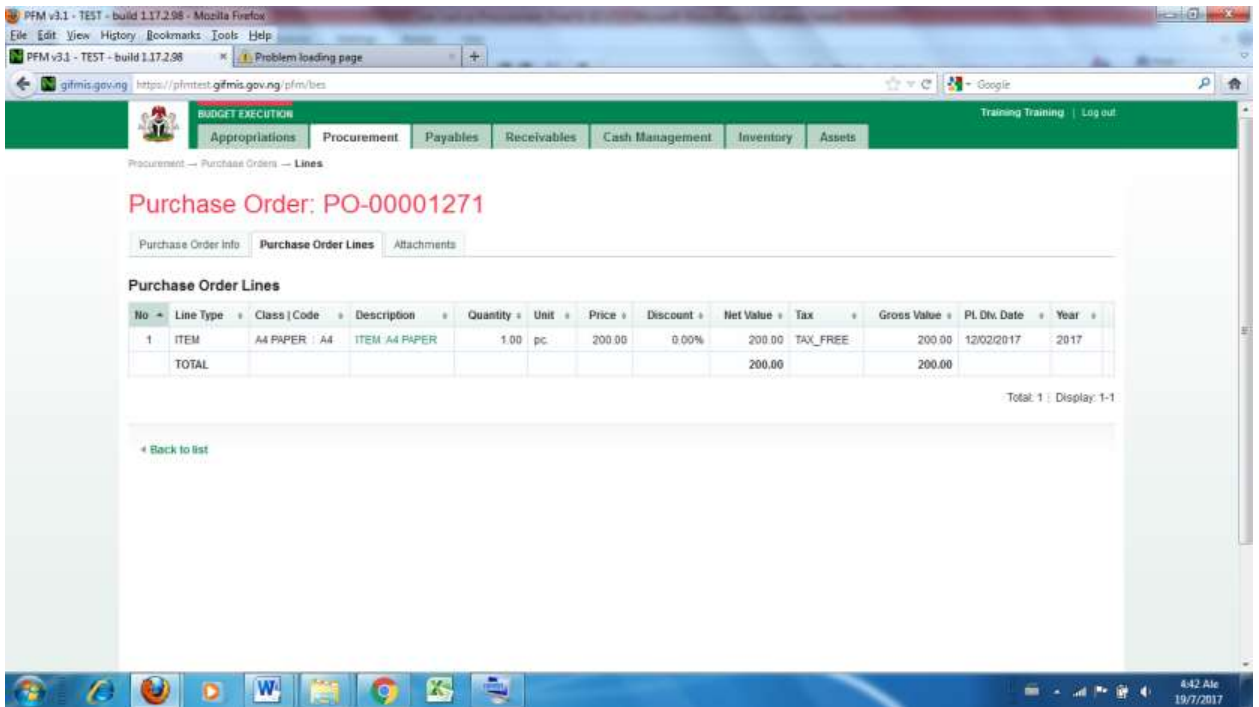 PFM v3.1 - TEST - build 1.17.2.98 - Mozilla Firefox
File Edit View History Bookmarks Tools Help
PFM v3.1 - TEST - build 1.17.2.98 × Problem loading page +
gifmis.gov.ng https://pfmtest.gifmis.gov.ng/pfm/bes Google
BUDGET EXECUTION Training Training | Log out
Appropriations Procurement Payables Receivables Cash Management Inventory Assets
Procurement → Purchase Orders → Lines
Purchase Order: PO-00001271
Purchase Order Info Purchase Order Lines Attachments
Purchase Order Lines
No Line Type Class | Code Description Quantity Unit Price Discount Net Value Tax Gross Value Pl. Dlv. Date Year
1 ITEM A4 PAPER | A4 ITEM A4 PAPER 1.00 pc. 200.00 0.00% 200.00 TAX_FREE 200.00 12/02/2017 2017
TOTAL 200.00 200.00
Total: 1 | Display: 1-1
Back to list
4:42 Ale
19/7/2017